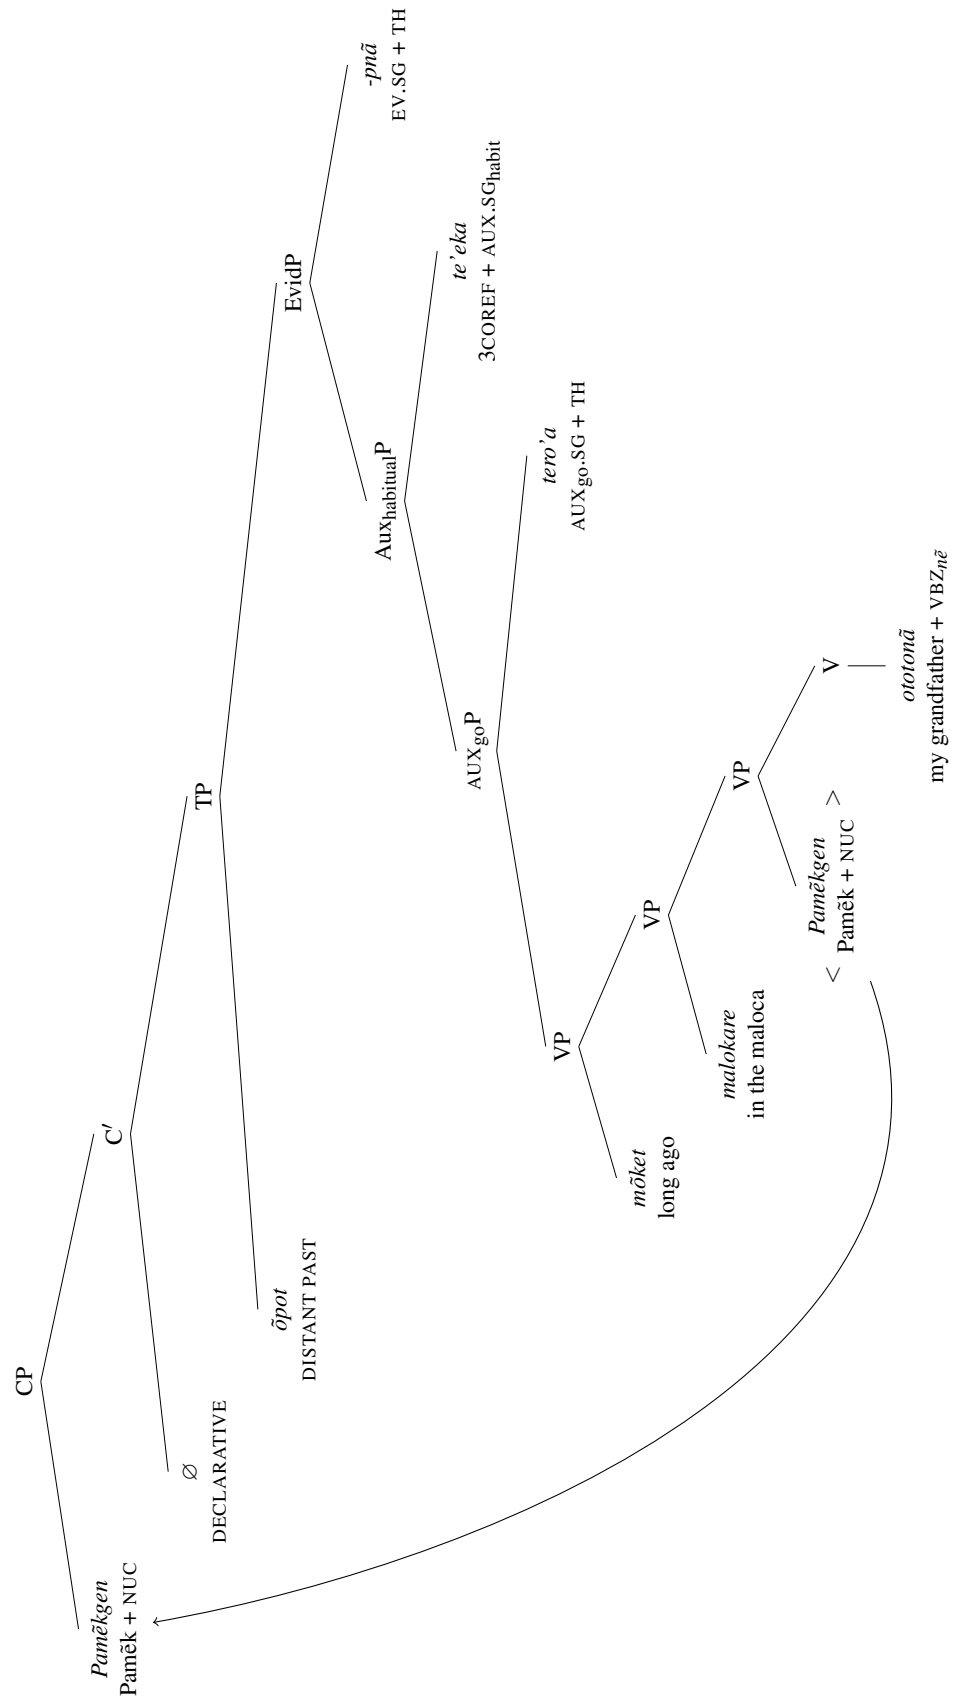 CP
Pamẽkgen
Pamẽk + NUC
C′
∅
DECLARATIVE
TP
õpot
DISTANT PAST
EvidP
AuxhabitualP
-pnã
EV.SG + TH
AUXgoP
te’eka
3COREF + AUX.SGhabit
VP
tero’a
AUXgo.SG + TH
mõket
long ago
VP
malokare
in the maloca
VP
< Pamẽkgen >
Pamẽk + NUC
V
ototonã
my grandfather + VBZnẽ